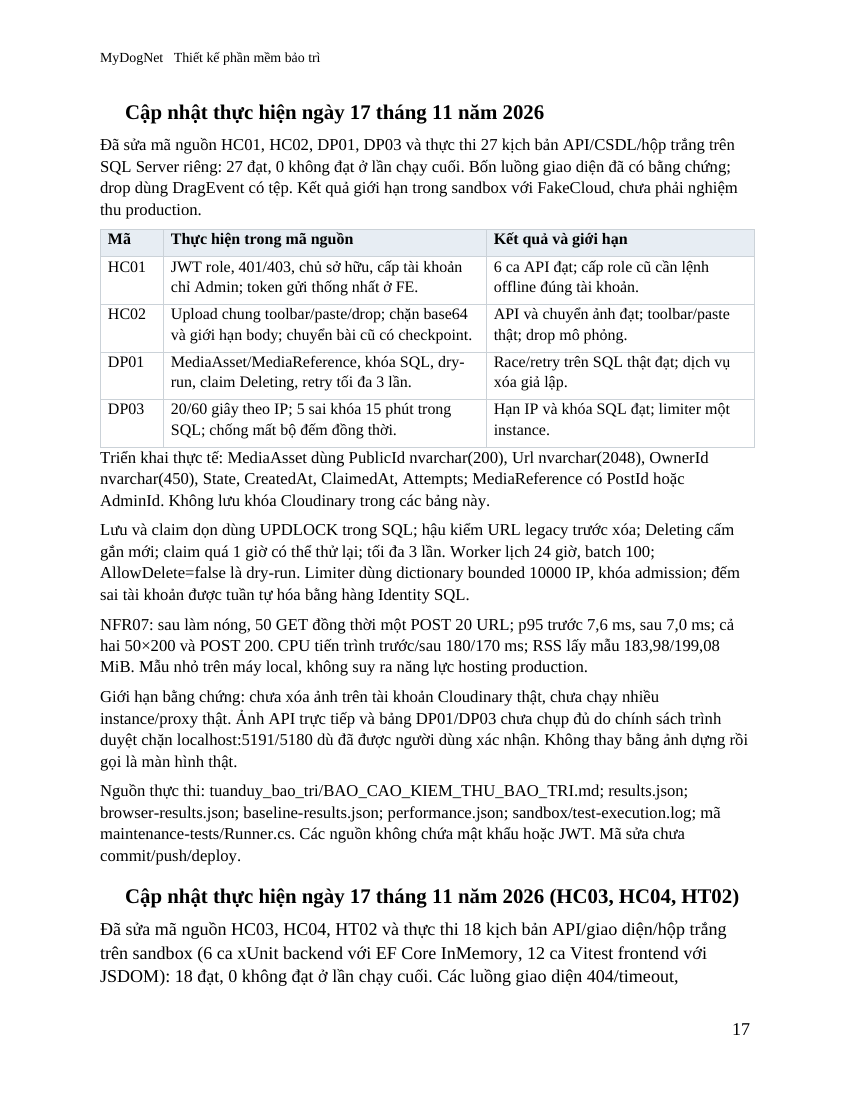 MyDogNet Thiết kế phần mềm bảo trì
Cập nhật thực hiện ngày 17 tháng 11 năm 2026
Đã sửa mã nguồn HC01, HC02, DP01, DP03 và thực thi 27 kịch bản API/CSDL/hộp trắng trên
SQL Server riêng: 27 đạt, 0 không đạt ở lần chạy cuối. Bốn luồng giao diện đã có bằng chứng;
drop dùng DragEvent có tệp. Kết quả giới hạn trong sandbox với FakeCloud, chưa phải nghiệm
thu production.
Mã Thực hiện trong mã nguồn Kết quả và giới hạn
HC01 JWT role, 401/403, chủ sở hữu, cấp tài khoản 6 ca API đạt; cấp role cũ cần lệnh
chỉ Admin; token gửi thống nhất ở FE. offline đúng tài khoản.
HC02 Upload chung toolbar/paste/drop; chặn base64 API và chuyển ảnh đạt; toolbar/paste
và giới hạn body; chuyển bài cũ có checkpoint. thật; drop mô phỏng.
DP01 MediaAsset/MediaReference, khóa SQL, dry- Race/retry trên SQL thật đạt; dịch vụ
run, claim Deleting, retry tối đa 3 lần. xóa giả lập.
DP03 20/60 giây theo IP; 5 sai khóa 15 phút trong Hạn IP và khóa SQL đạt; limiter một
SQL; chống mất bộ đếm đồng thời. instance.
Triển khai thực tế: MediaAsset dùng PublicId nvarchar(200), Url nvarchar(2048), OwnerId
nvarchar(450), State, CreatedAt, ClaimedAt, Attempts; MediaReference có PostId hoặc
AdminId. Không lưu khóa Cloudinary trong các bảng này.
Lưu và claim dọn dùng UPDLOCK trong SQL; hậu kiểm URL legacy trước xóa; Deleting cấm
gắn mới; claim quá 1 giờ có thể thử lại; tối đa 3 lần. Worker lịch 24 giờ, batch 100;
AllowDelete=false là dry-run. Limiter dùng dictionary bounded 10000 IP, khóa admission; đếm
sai tài khoản được tuần tự hóa bằng hàng Identity SQL.
NFR07: sau làm nóng, 50 GET đồng thời một POST 20 URL; p95 trước 7,6 ms, sau 7,0 ms; cả
hai 50×200 và POST 200. CPU tiến trình trước/sau 180/170 ms; RSS lấy mẫu 183,98/199,08
MiB. Mẫu nhỏ trên máy local, không suy ra năng lực hosting production.
Giới hạn bằng chứng: chưa xóa ảnh trên tài khoản Cloudinary thật, chưa chạy nhiều
instance/proxy thật. Ảnh API trực tiếp và bảng DP01/DP03 chưa chụp đủ do chính sách trình
duyệt chặn localhost:5191/5180 dù đã được người dùng xác nhận. Không thay bằng ảnh dựng rồi
gọi là màn hình thật.
Nguồn thực thi: tuanduy_bao_tri/BAO_CAO_KIEM_THU_BAO_TRI.md; results.json;
browser-results.json; baseline-results.json; performance.json; sandbox/test-execution.log; mã
maintenance-tests/Runner.cs. Các nguồn không chứa mật khẩu hoặc JWT. Mã sửa chưa
commit/push/deploy.
Cập nhật thực hiện ngày 17 tháng 11 năm 2026 (HC03, HC04, HT02)
Đã sửa mã nguồn HC03, HC04, HT02 và thực thi 18 kịch bản API/giao diện/hộp trắng
trên sandbox (6 ca xUnit backend với EF Core InMemory, 12 ca Vitest frontend với
JSDOM): 18 đạt, 0 không đạt ở lần chạy cuối. Các luồng giao diện 404/timeout,
17